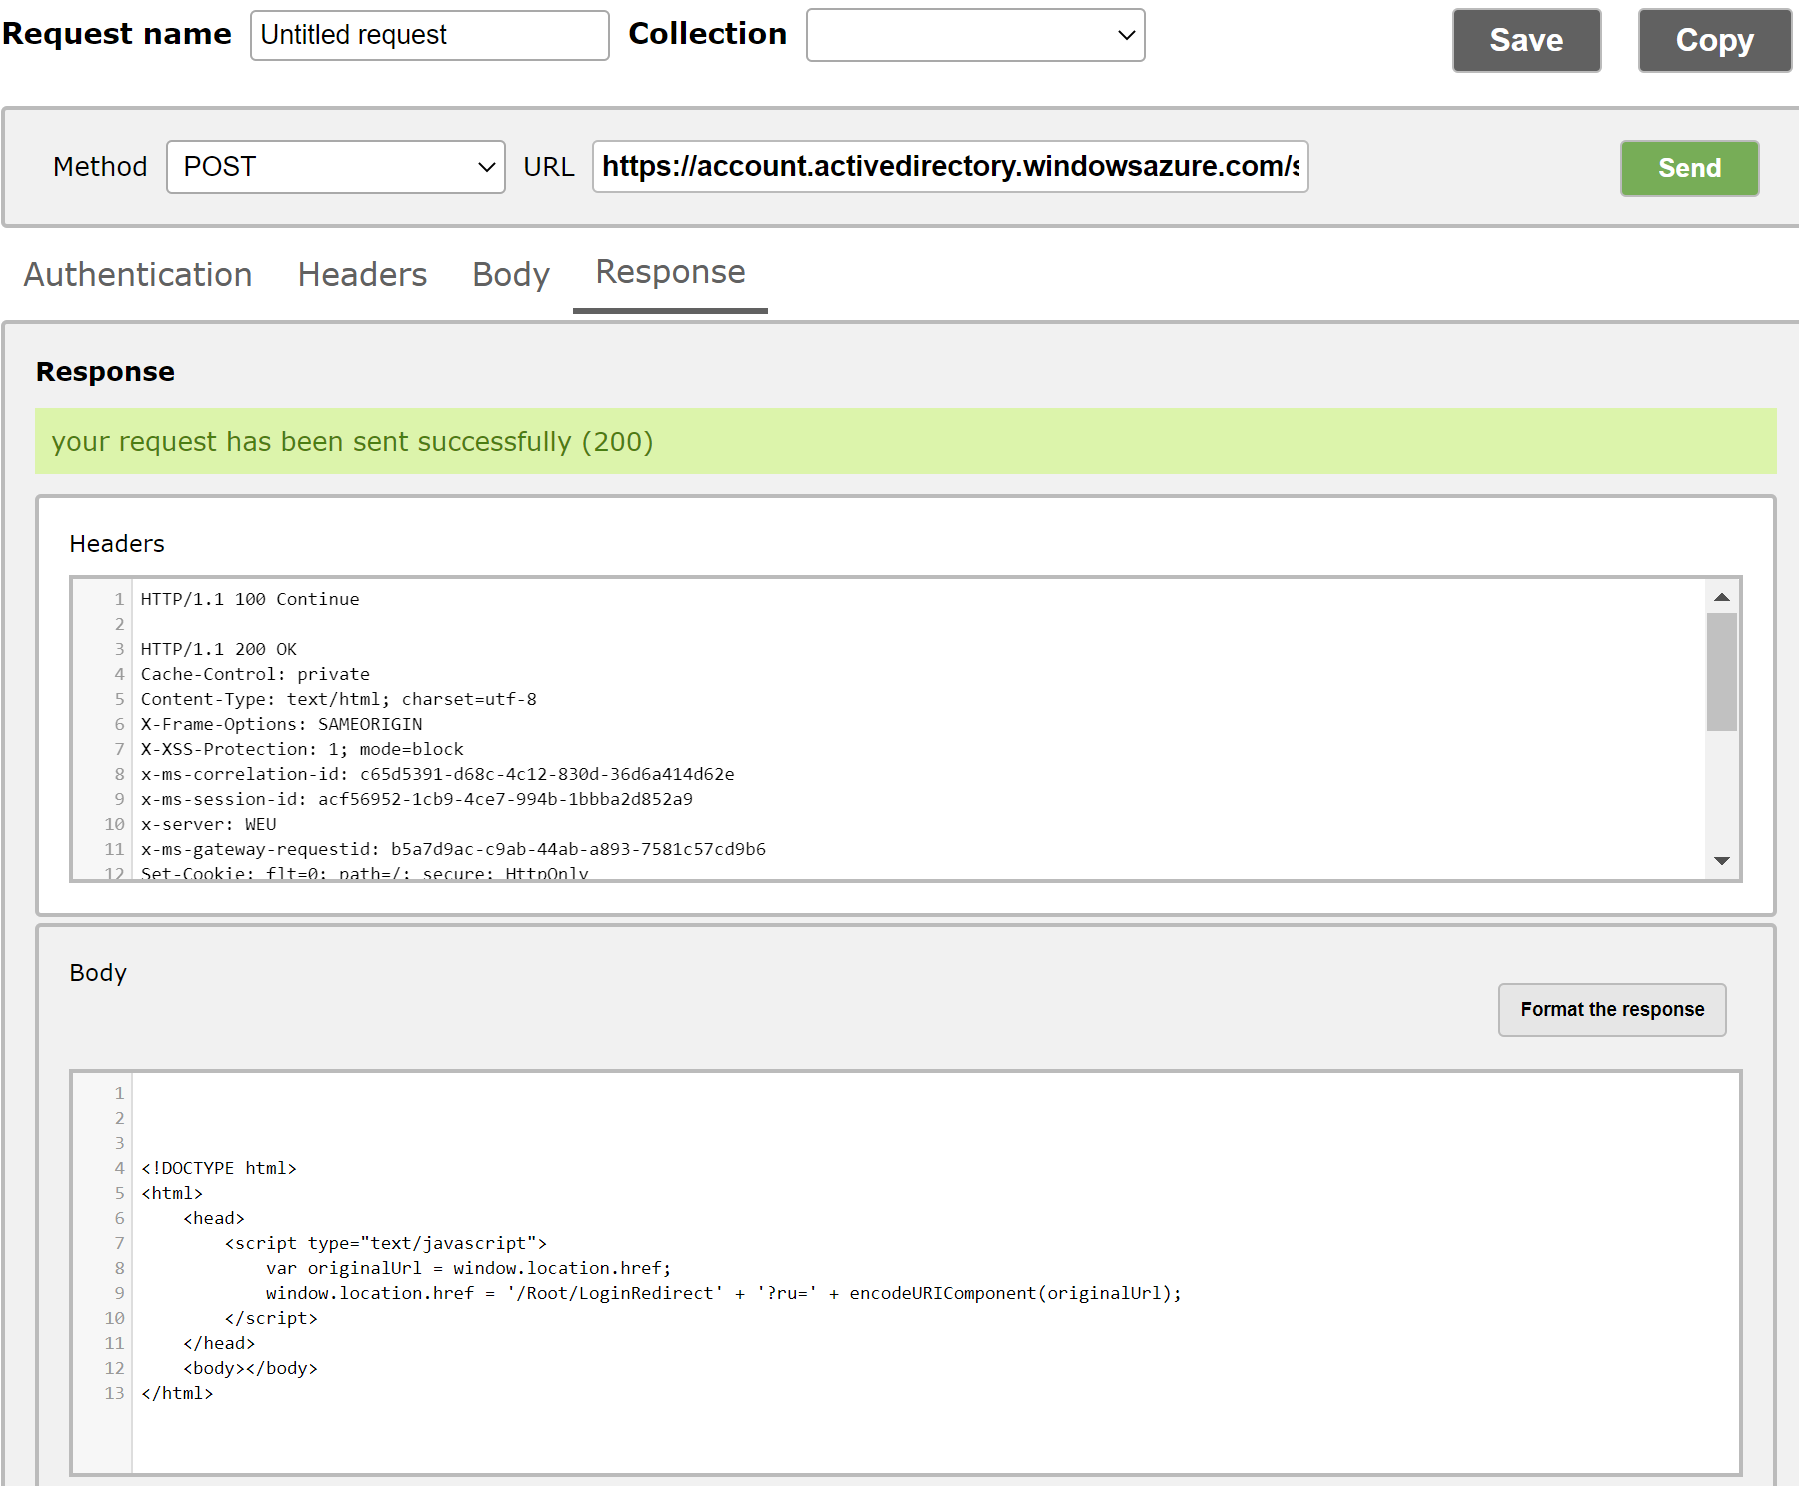 Request name Untitled request Collection Save Copy
Method POST URL https://account.activedirectory.windowsazure.com/s Send
Authentication Headers Body Response
Response
your request has been sent successfully (200)
Headers
1 HTTP/1.1 100 Continue
2
3 HTTP/1.1 200 OK
4 Cache-Control: private
5 Content-Type: text/html; charset=utf-8
6 X-Frame-Options: SAMEORIGIN
7 X-XSS-Protection: 1; mode=block
8 x-ms-correlation-id: c65d5391-d68c-4c12-830d-36d6a414d62e
9 x-ms-session-id: acf56952-1cb9-4ce7-994b-1bbba2d852a9
10 x-server: WEU
11 x-ms-gateway-requestid: b5a7d9ac-c9ab-44ab-a893-7581c57cd9b6
12 Set-Cookie: flt=0; path=/; secure; HttpOnly
Body
Format the response
1
2
3
4 <!DOCTYPE html>
5 <html>
6     <head>
7         <script type="text/javascript">
8             var originalUrl = window.location.href;
9             window.location.href = '/Root/LoginRedirect' + '?ru=' + encodeURIComponent(originalUrl);
10         </script>
11     </head>
12     <body></body>
13 </html>